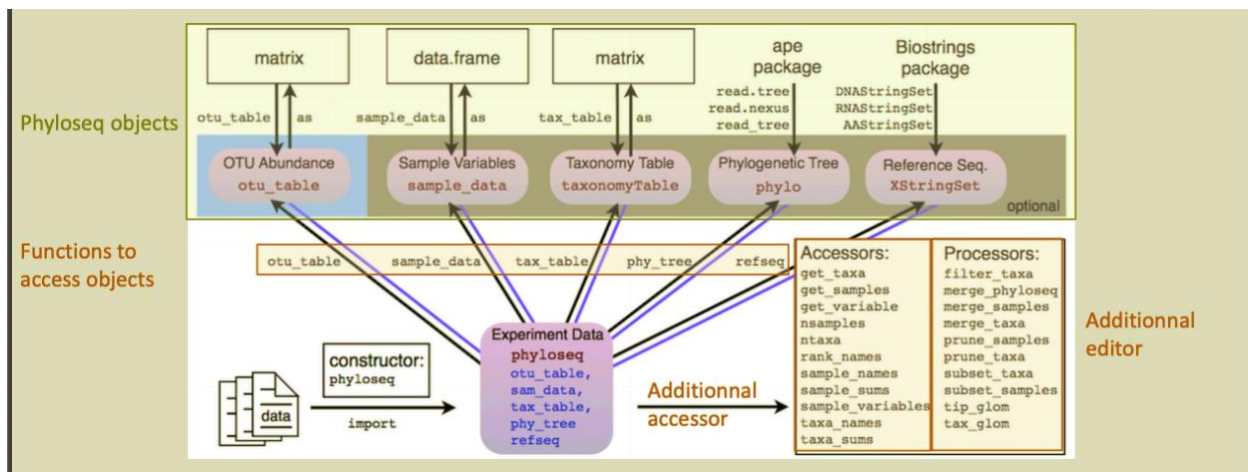 Phyloseq objects
matrix
otu_table
as
data.frame
sample_data
as
matrix
tax_table
as
ape
package
read.tree
read.nexus
read_tree
Biostrings
package
DNAStringSet
RNAStringSet
AAStringSet
OTU Abundance
otu_table
Sample Variables
sample_data
Taxonomy Table
taxonomyTable
Phylogenetic Tree
phylo
Reference Seq.
XStringSet
optional
Functions to
access objects
otu_table
sample_data
tax_table
phy_tree
refseq
data
constructor:
phyloseq
import
Experiment Data
phyloseq
otu_table,
sam_data,
tax_table,
phy_tree
refseq
Additionnal
accessor
Accessors:
get_taxa
get_samples
get_variable
nsamples
ntaxa
rank_names
sample_names
sample_sums
sample_variables
taxa_names
taxa_sums
Processors:
filter_taxa
merge_phyloseq
merge_samples
merge_taxa
prune_samples
prune_taxa
subset_taxa
subset_samples
tip_glom
tax_glom
Additionnal
editor